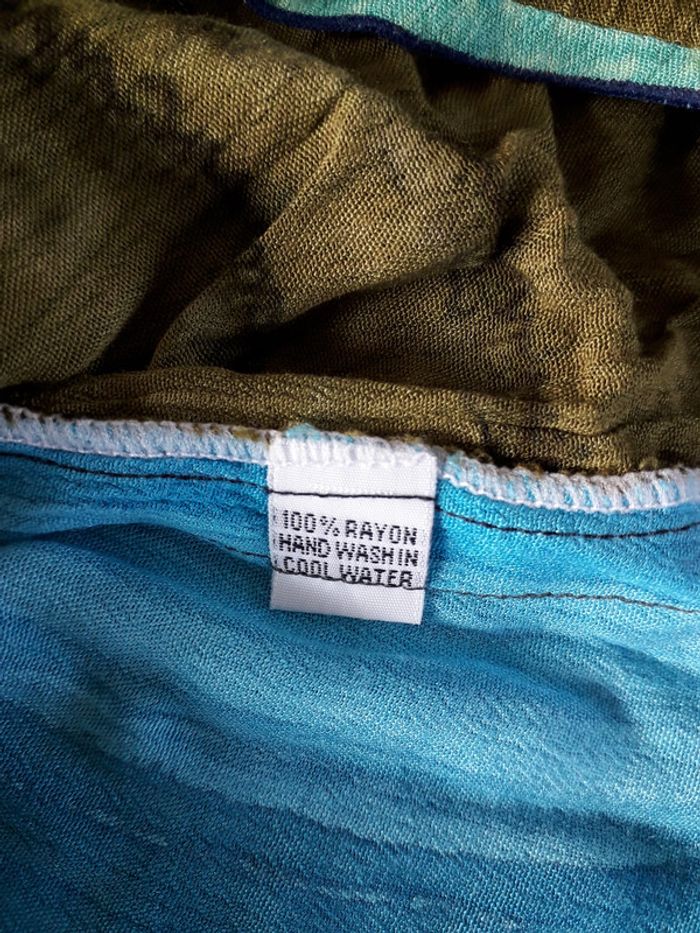 100% RAYON
HAND WASH IN
COOL WATER